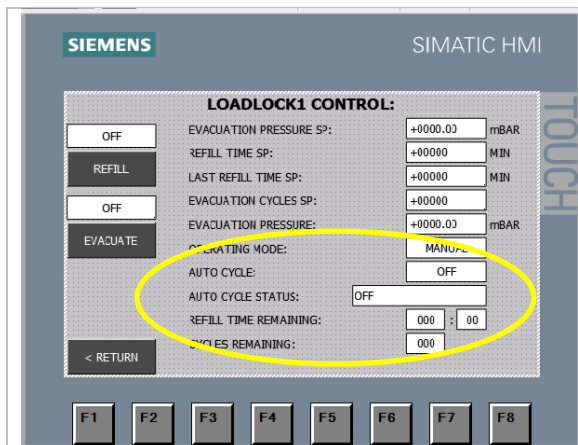 SIEMENS SIMATIC HMI
TOUCH
LOADLOCK1 CONTROL:
OFF
REFILL
OFF
EVACUATE
< RETURN
EVACUATION PRESSURE SP: +0000.00 mBAR
REFILL TIME SP: +00000 MIN
LAST REFILL TIME SP: +00000 MIN
EVACUATION CYCLES SP: +00000
EVACUATION PRESSURE: +0000.00 mBAR
OPERATING MODE: MANUAL
AUTO CYCLE: OFF
AUTO CYCLE STATUS: OFF
REFILL TIME REMAINING: 000 : 00
CYCLES REMAINING: 000
F1 F2 F3 F4 F5 F6 F7 F8